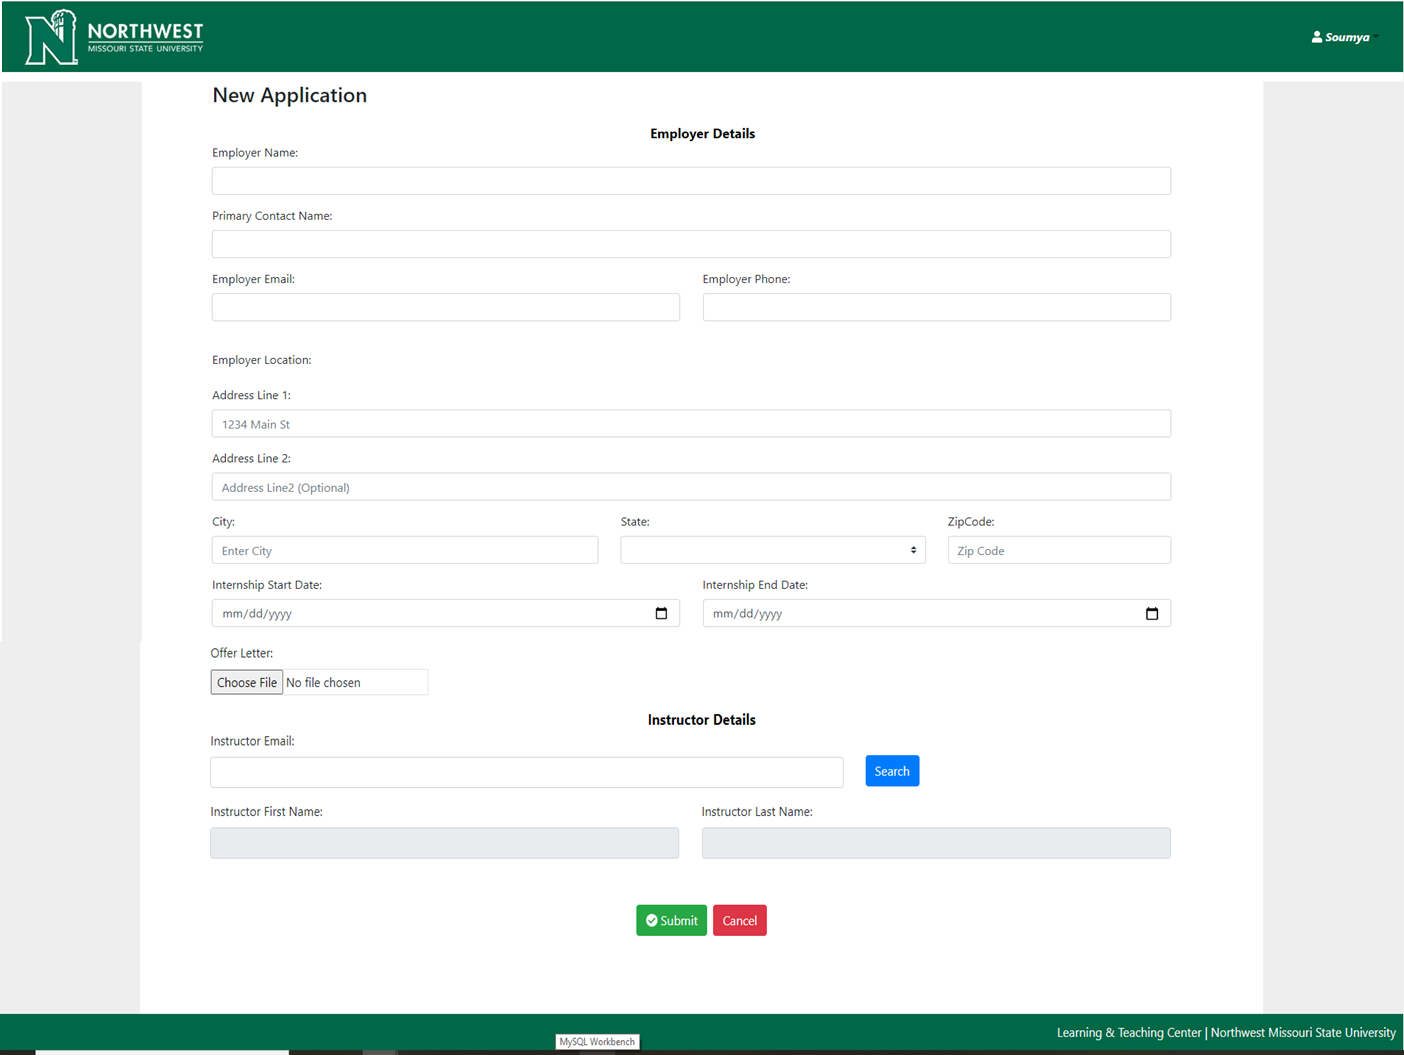 NORTHWEST
MISSOURI STATE UNIVERSITY
Soumya
New Application
Employer Details
Employer Name:
Primary Contact Name:
Employer Email: Employer Phone:
Employer Location:
Address Line 1:
1234 Main St
Address Line 2:
Address Line2 (Optional)
City: State: ZipCode:
Enter City Zip Code
Internship Start Date: Internship End Date:
mm/dd/yyyy mm/dd/yyyy
Offer Letter:
Choose File No file chosen
Instructor Details
Instructor Email:
Search
Instructor First Name: Instructor Last Name:
Submit Cancel
Learning & Teaching Center | Northwest Missouri State University
MySQL Workbench